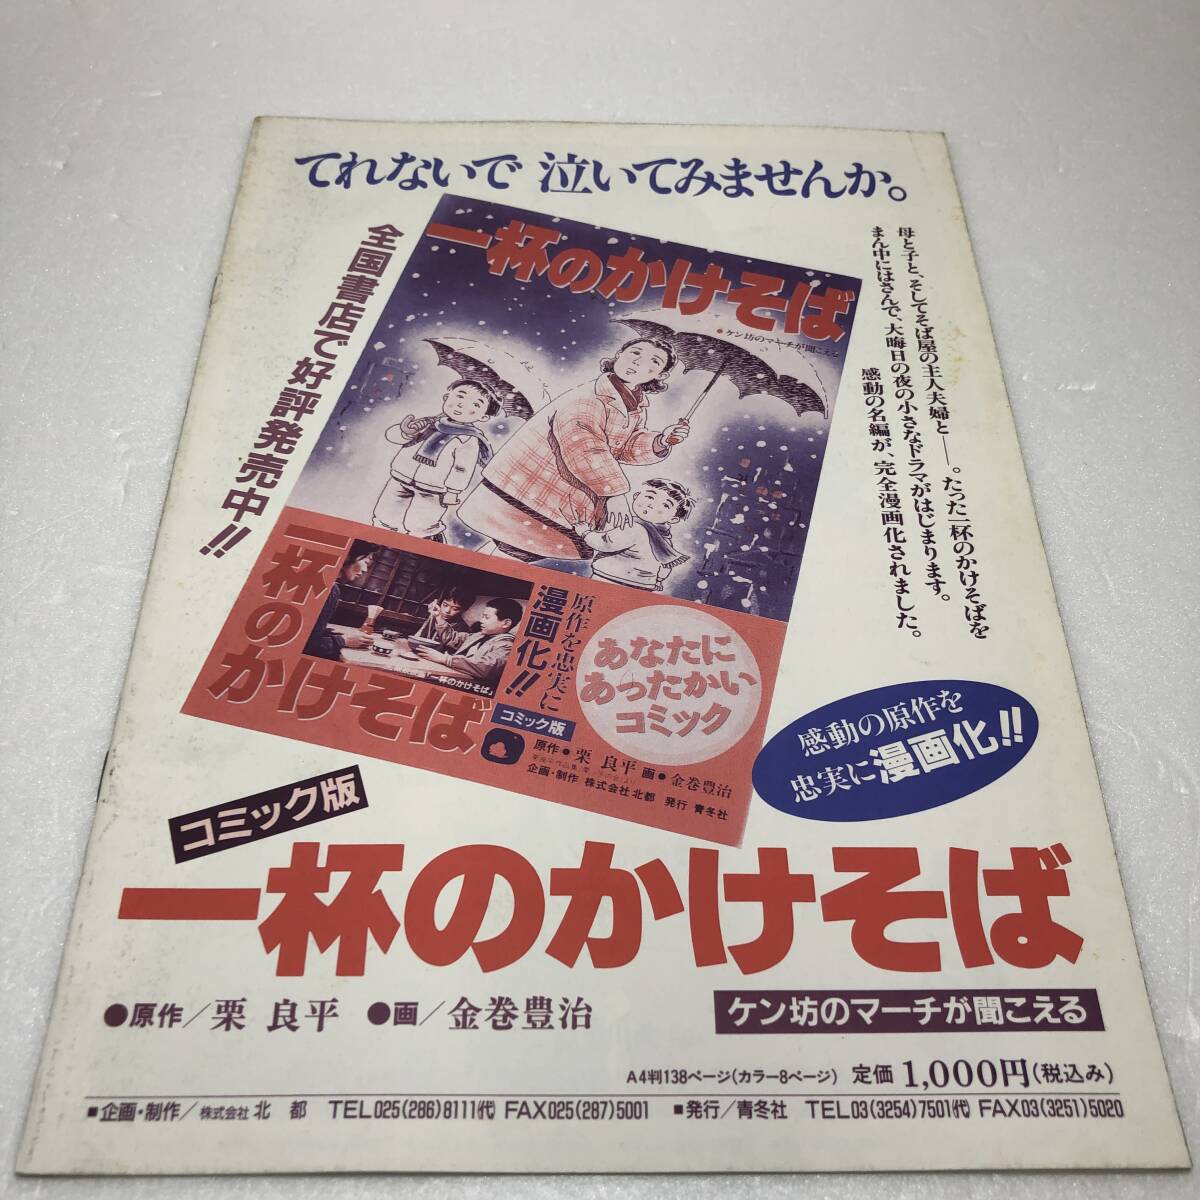 てれないで 泣いてみませんか。
母と子と、そしてそば屋の主人夫婦と――。たった一杯のかけそばを
まん中にはさんで、大晦日の夜の小さなドラマがはじまります。
感動の名編が、完全漫画化されました。
全国書店で好評発売中!!
一杯のかけそば
●ケン坊のマーチが聞こえる
一杯のかけそば
「一杯のかけそば」
原作を忠実に
漫画化!!
コミック版
あなたに
あったかい
コミック
原作●栗 良平 画●金巻豊治
企画・制作 株式会社北都 発行 青冬社
感動の原作を
忠実に漫画化!!
コミック版
一杯のかけそば
●原作/栗 良平 ●画/金巻豊治
ケン坊のマーチが聞こえる
A4判138ページ(カラー8ページ) 定価 1,000円(税込み)
■企画・制作/株式会社 北 都 TEL025(286)8111(代) FAX025(287)5001 ■発行/青冬社 TEL03(3254)7501(代) FAX03(3251)5020